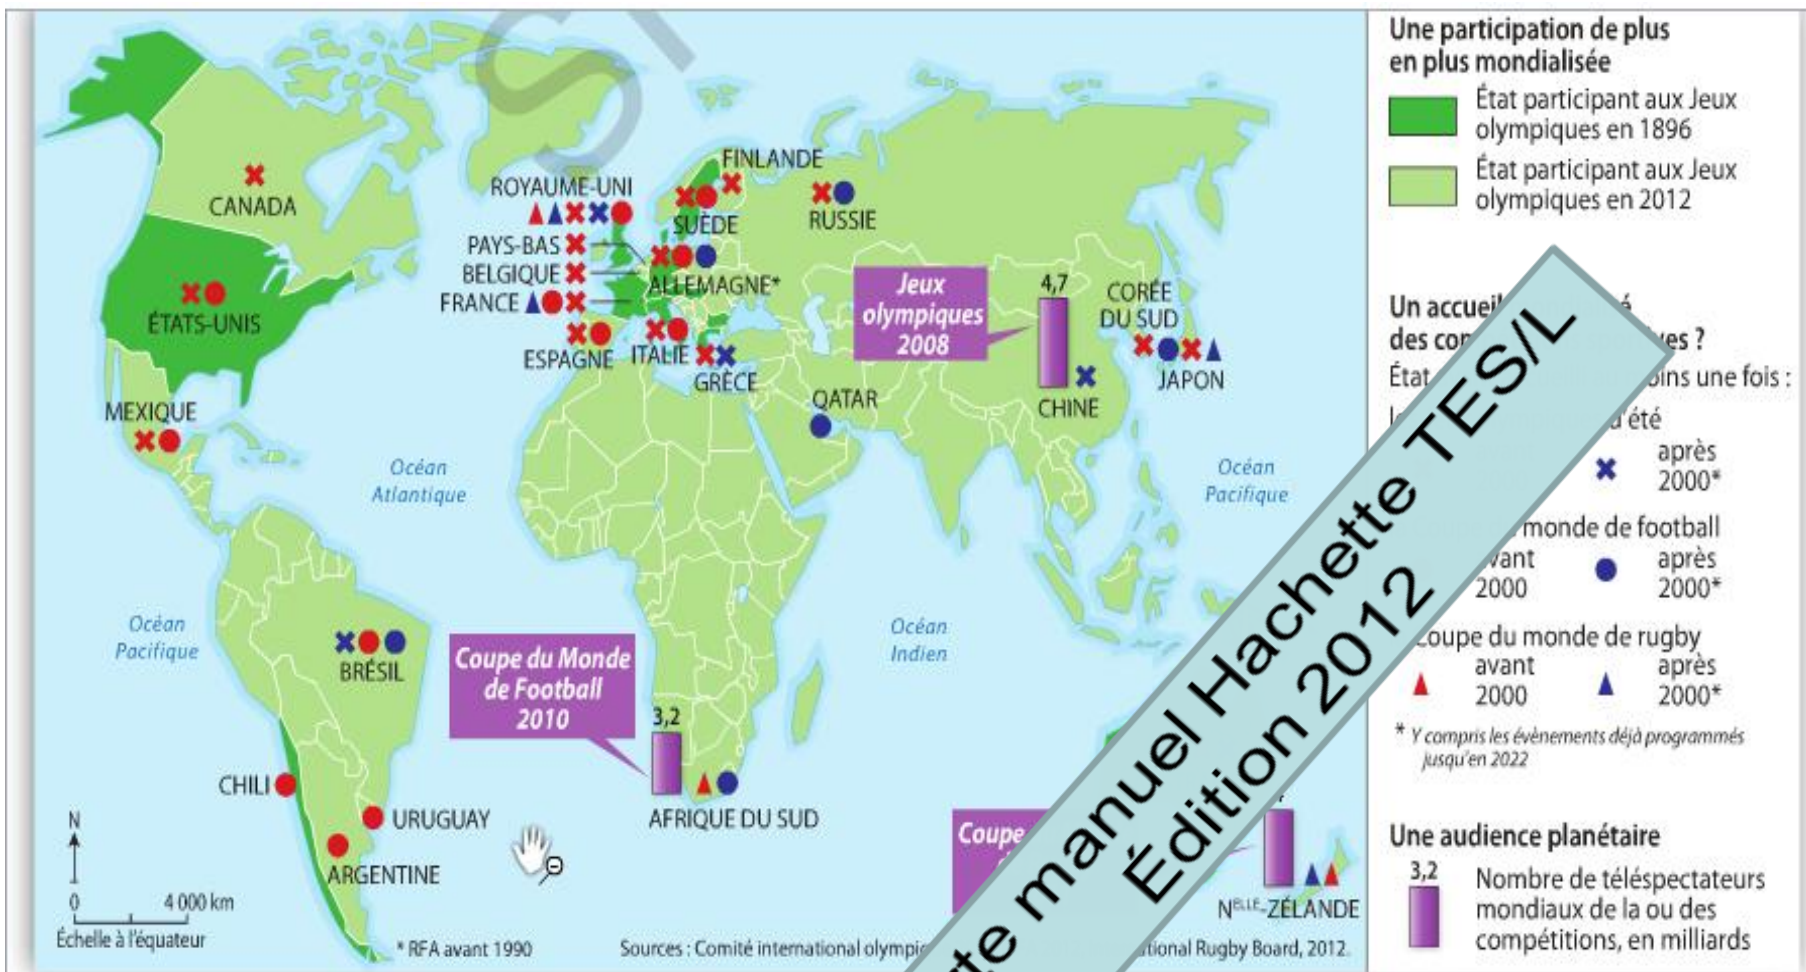 FINLANDE
ROYAUME-UNI
CANADA
SUÈDE
RUSSIE
PAYS-BAS
BELGIQUE
ALLEMAGNE*
FRANCE
ÉTATS-UNIS
ESPAGNE
ITALIE
GRÈCE
Jeux
olympiques
2008
4,7
CORÉE
DU SUD
JAPON
CHINE
QATAR
MEXIQUE
Océan
Atlantique
Océan
Pacifique
Océan
Pacifique
Océan
Indien
BRÉSIL
Coupe du Monde
de Football
2010
3,2
CHILI
URUGUAY
ARGENTINE
AFRIQUE DU SUD
Coupe
NELLE-ZÉLANDE
N
0
4 000 km
Échelle à l'équateur
* RFA avant 1990
Sources : Comité international
Rugby Board, 2012.
manuel Hachette TES/L
Édition 2012
Une participation de plus
en plus mondialisée
État participant aux Jeux
olympiques en 1896
État participant aux Jeux
olympiques en 2012
Un
des
ves ?
État
une fois :
d'été
après
2000*
monde de football
2000
après
2000*
du monde de rugby
avant
2000
après
2000*
* Y compris les évènements déjà programmés
jusqu'en 2022
Une audience planétaire
3,2
Nombre de téléspectateurs
mondiaux de la ou des
compétitions, en milliards